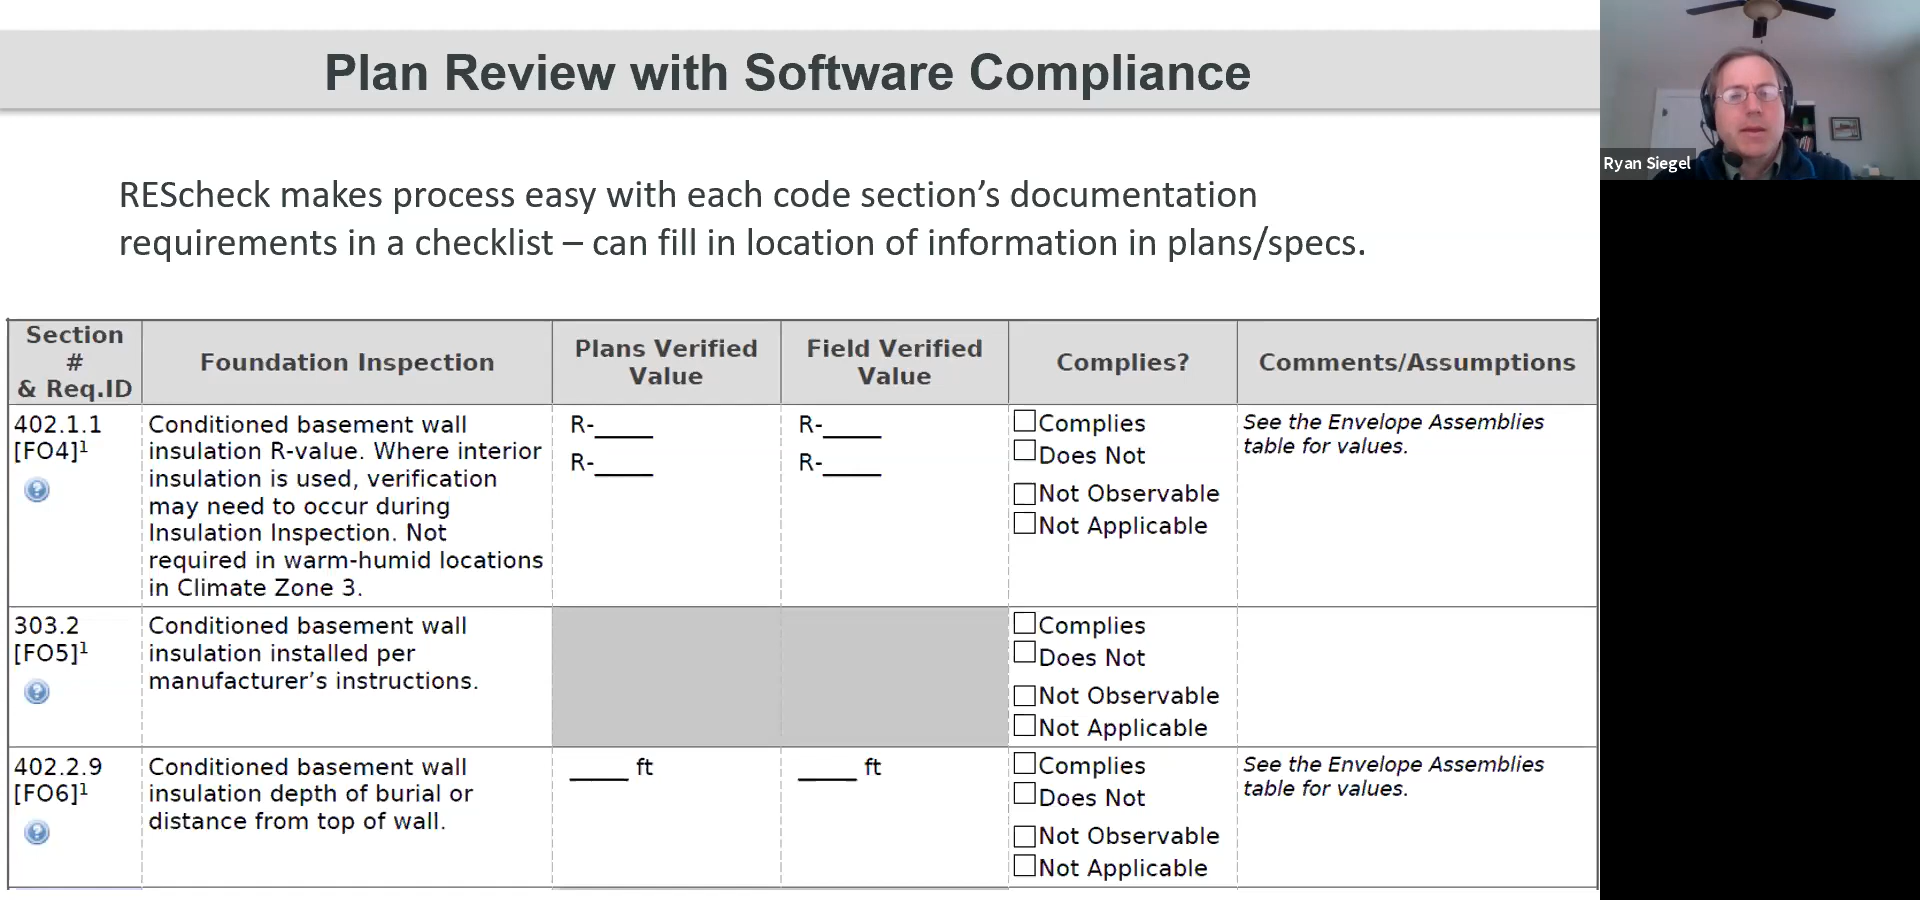 Plan Review with Software Compliance
Ryan Siegel
REScheck makes process easy with each code section’s documentation
requirements in a checklist – can fill in location of information in plans/specs.
Section
#
& Req.ID
Foundation Inspection
Plans Verified
Value
Field Verified
Value
Complies?
Comments/Assumptions
402.1.1
[FO4]¹
?
Conditioned basement wall
insulation R-value. Where interior
insulation is used, verification
may need to occur during
Insulation Inspection. Not
required in warm-humid locations
in Climate Zone 3.
R-_____
R-_____
R-_____
R-_____
Complies
Does Not
Not Observable
Not Applicable
See the Envelope Assemblies
table for values.
303.2
[FO5]¹
?
Conditioned basement wall
insulation installed per
manufacturer’s instructions.
Complies
Does Not
Not Observable
Not Applicable
402.2.9
[FO6]¹
?
Conditioned basement wall
insulation depth of burial or
distance from top of wall.
_____ ft
_____ ft
Complies
Does Not
Not Observable
Not Applicable
See the Envelope Assemblies
table for values.